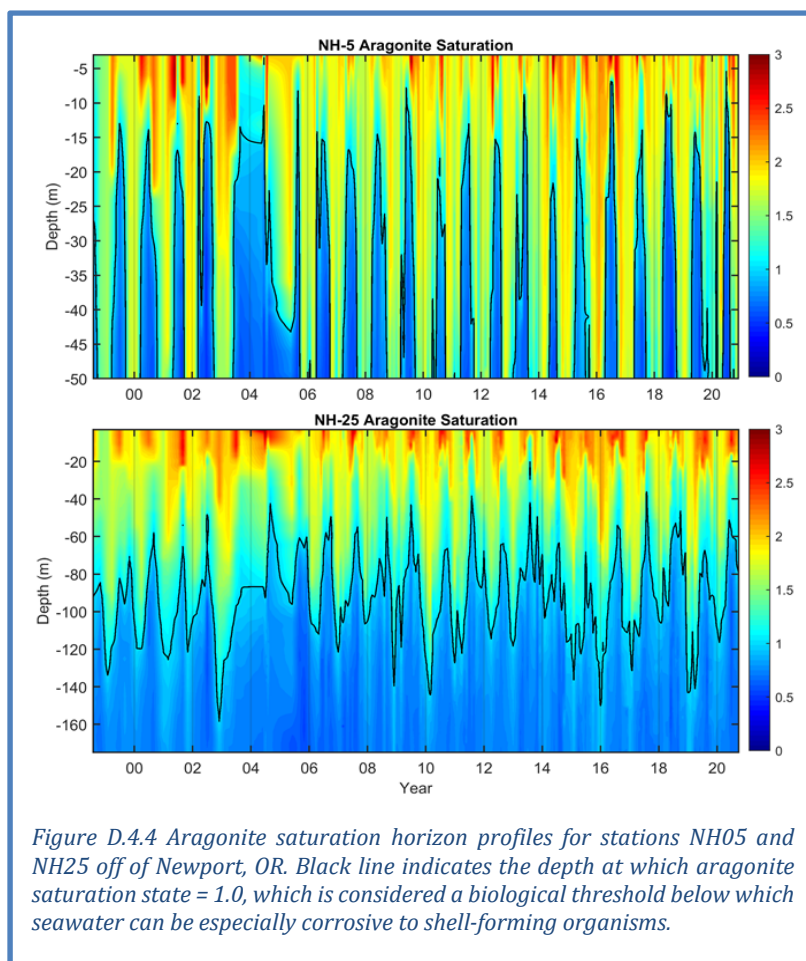 NH-5 Aragonite Saturation
Depth (m)
-5
-10
-15
-20
-25
-30
-35
-40
-45
-50
00 02 04 06 08 10 12 14 16 18 20
3
2.5
2
1.5
1
0.5
0
NH-25 Aragonite Saturation
Depth (m)
-20
-40
-60
-80
-100
-120
-140
-160
00 02 04 06 08 10 12 14 16 18 20
Year
3
2.5
2
1.5
1
0.5
0
Figure D.4.4 Aragonite saturation horizon profiles for stations NH05 and
NH25 off of Newport, OR. Black line indicates the depth at which aragonite
saturation state = 1.0, which is considered a biological threshold below which
seawater can be especially corrosive to shell-forming organisms.